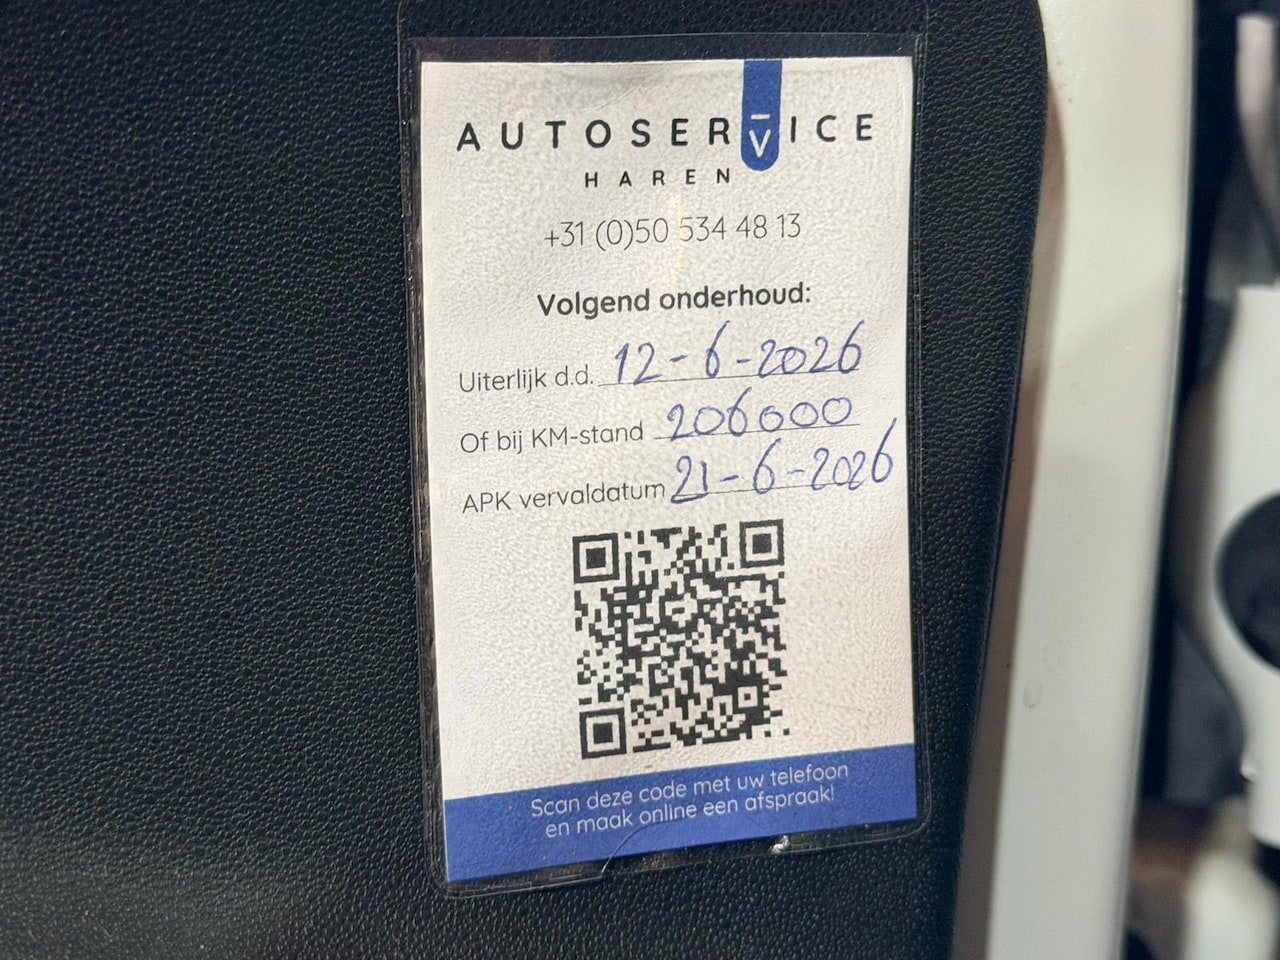 AUTOSERVICE
HAREN
+31 (0)50 534 48 13
Volgend onderhoud:
Uiterlijk d.d. 12-6-2026
Of bij KM-stand 206000
APK vervaldatum 21-6-2026
Scan deze code met uw telefoon
en maak online een afspraak!